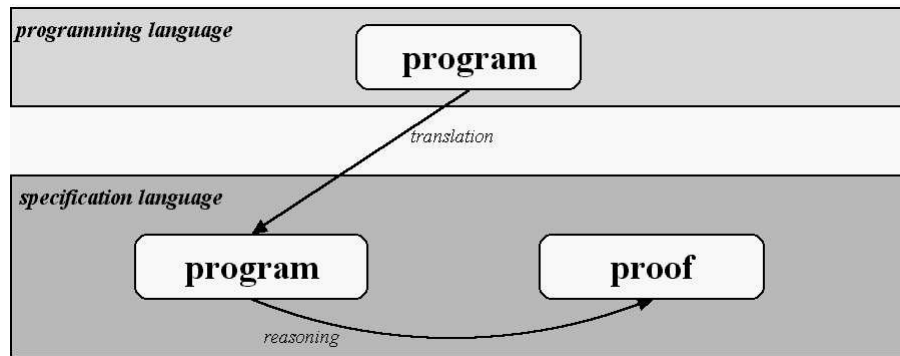 programming language
program
translation
specification language
program
proof
reasoning